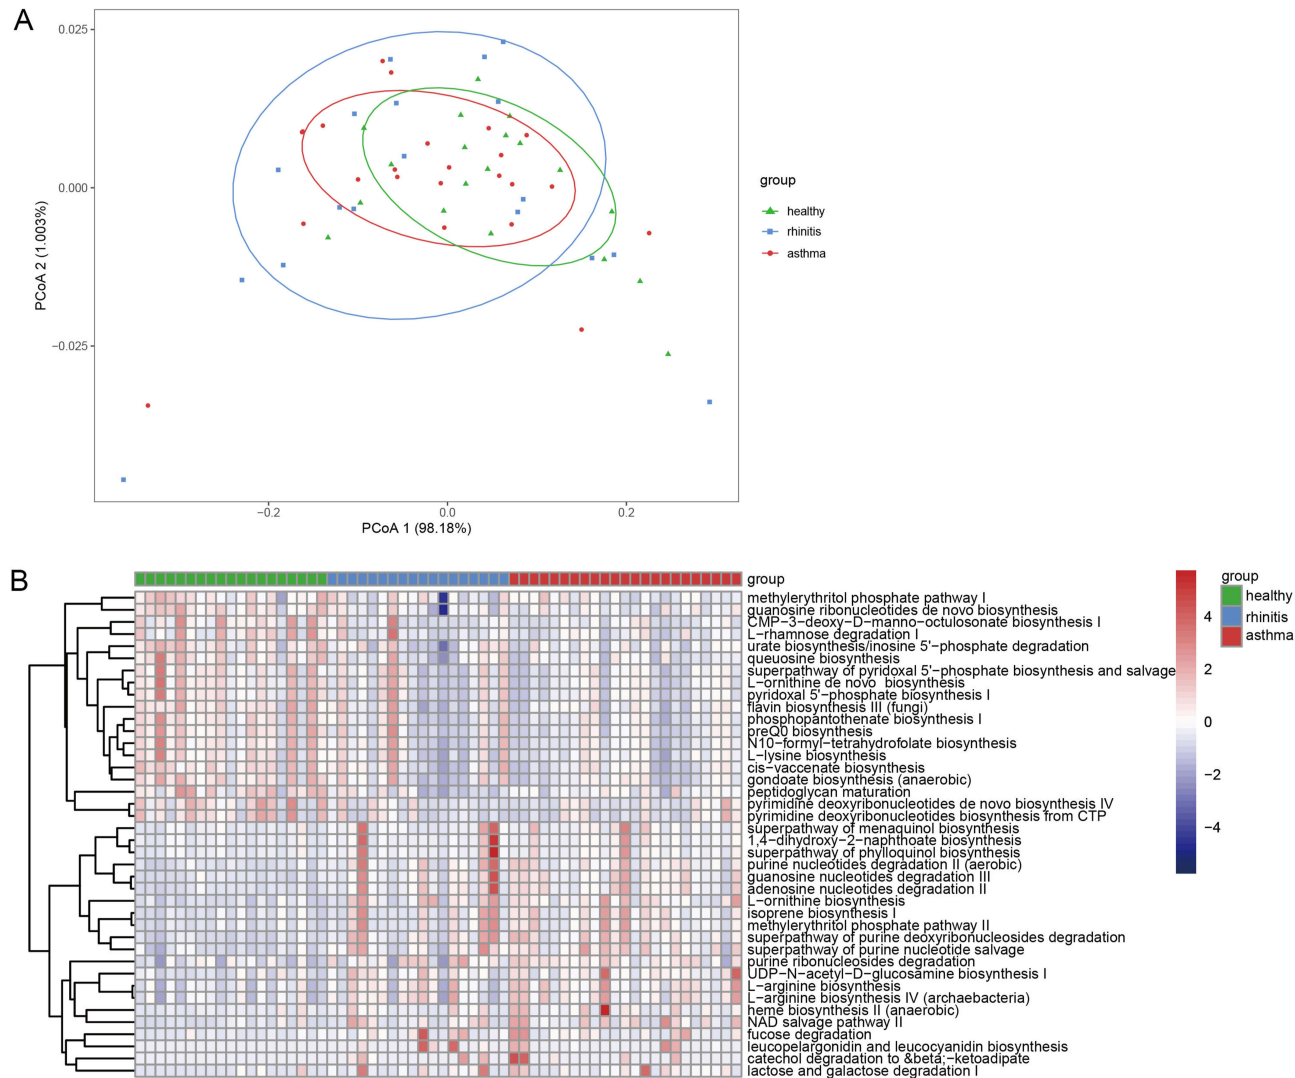 A
0.025
0.000
−0.025
PCoA 2 (1.003%)
−0.2
0.0
0.2
PCoA 1 (98.18%)
group
healthy
rhinitis
asthma
B
group
methylerythritol phosphate pathway I
guanosine ribonucleotides de novo biosynthesis
CMP−3−deoxy−D−manno−octulosonate biosynthesis I
L−rhamnose degradation I
urate biosynthesis/inosine 5'−phosphate degradation
queuosine biosynthesis
superpathway of pyridoxal 5'−phosphate biosynthesis and salvage
L−ornithine de novo  biosynthesis
pyridoxal 5'−phosphate biosynthesis I
flavin biosynthesis III (fungi)
phosphopantothenate biosynthesis I
preQ0 biosynthesis
N10−formyl−tetrahydrofolate biosynthesis
L−lysine biosynthesis
cis−vaccenate biosynthesis
gondoate biosynthesis (anaerobic)
peptidoglycan maturation
pyrimidine deoxyribonucleotides de novo biosynthesis IV
pyrimidine deoxyribonucleotides biosynthesis from CTP
superpathway of menaquinol biosynthesis
1,4−dihydroxy−2−naphthoate biosynthesis
superpathway of phylloquinol biosynthesis
purine nucleotides degradation II (aerobic)
guanosine nucleotides degradation III
adenosine nucleotides degradation II
L−ornithine biosynthesis
isoprene biosynthesis I
methylerythritol phosphate pathway II
superpathway of purine deoxyribonucleosides degradation
superpathway of purine nucleotide salvage
purine ribonucleosides degradation
UDP−N−acetyl−D−glucosamine biosynthesis I
L−arginine biosynthesis
L−arginine biosynthesis IV (archaebacteria)
heme biosynthesis II (anaerobic)
NAD salvage pathway II
fucose degradation
leucopelargonidin and leucocyanidin biosynthesis
catechol degradation to &beta;−ketoadipate
lactose and galactose degradation I
4
2
0
−2
−4
group
healthy
rhinitis
asthma